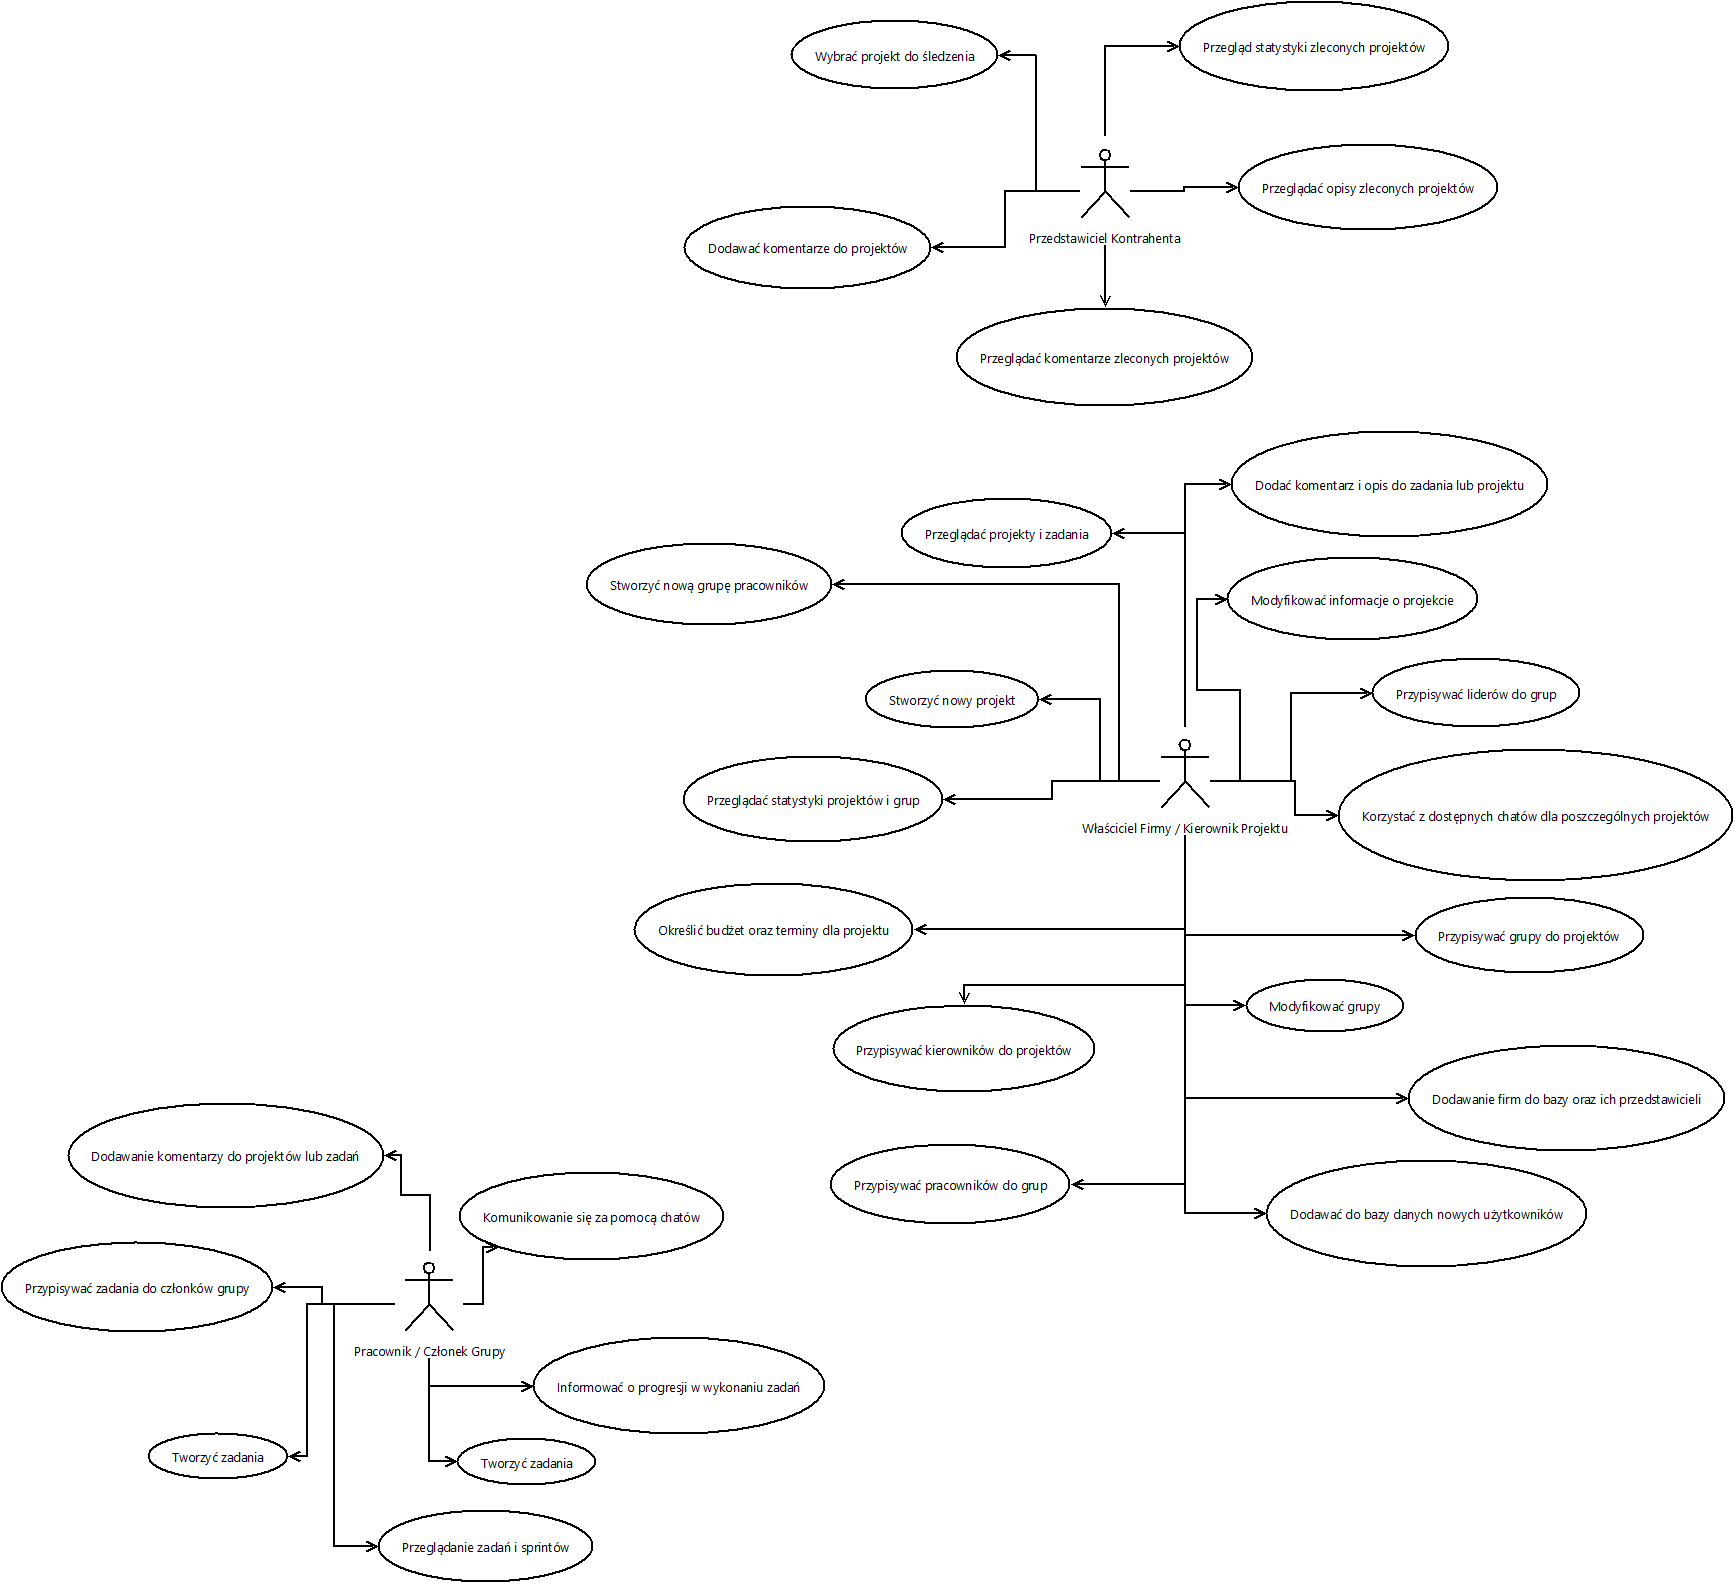 Przegląd statystyki zleconych projektów
Wybrać projekt do śledzenia
Przeglądać opisy zleconych projektów
Przedstawiciel Kontrahenta
Dodawać komentarze do projektów
Przeglądać komentarze zleconych projektów
Dodać komentarz i opis do zadania lub projektu
Przeglądać projekty i zadania
Stworzyć nową grupę pracowników
Modyfikować informacje o projekcie
Przypisywać liderów do grup
Stworzyć nowy projekt
Przeglądać statystyki projektów i grup
Korzystać z dostępnych chatów dla poszczególnych projektów
Właściciel Firmy / Kierownik Projektu
Określić budżet oraz terminy dla projektu
Przypisywać grupy do projektów
Modyfikować grupy
Przypisywać kierowników do projektów
Dodawanie firm do bazy oraz ich przedstawicieli
Dodawanie komentarzy do projektów lub zadań
Przypisywać pracowników do grup
Komunikowanie się za pomocą chatów
Dodawać do bazy danych nowych użytkowników
Przypisywać zadania do członków grupy
Pracownik / Członek Grupy
Informować o progresji w wykonaniu zadań
Tworzyć zadania
Tworzyć zadania
Przeglądanie zadań i sprintów